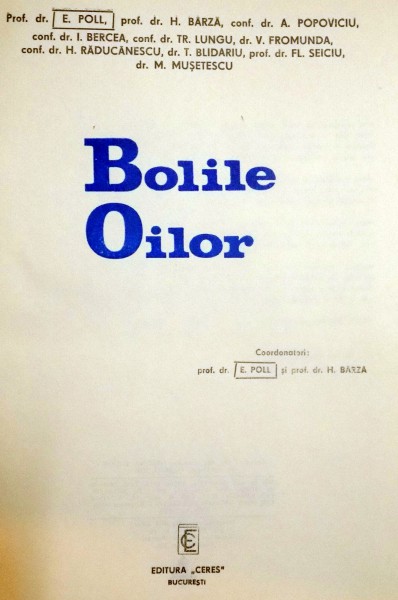 Prof. dr. E. POLL, prof. dr. H. BÂRZĂ, conf. dr. A. POPOVICIU,
conf. dr. I. BERCEA, conf. dr. TR. LUNGU, dr. V. FROMUNDA,
conf. dr. H. RĂDUCĂNESCU, dr. T. BLIDARIU, prof. dr. FL. SEICIU,
dr. M. MUȘETESCU
Bolile
Oilor
Coordonatori:
prof. dr. E. POLL și prof. dr. H. BÂRZĂ
EC
EDITURA „CERES"
BUCUREȘTI